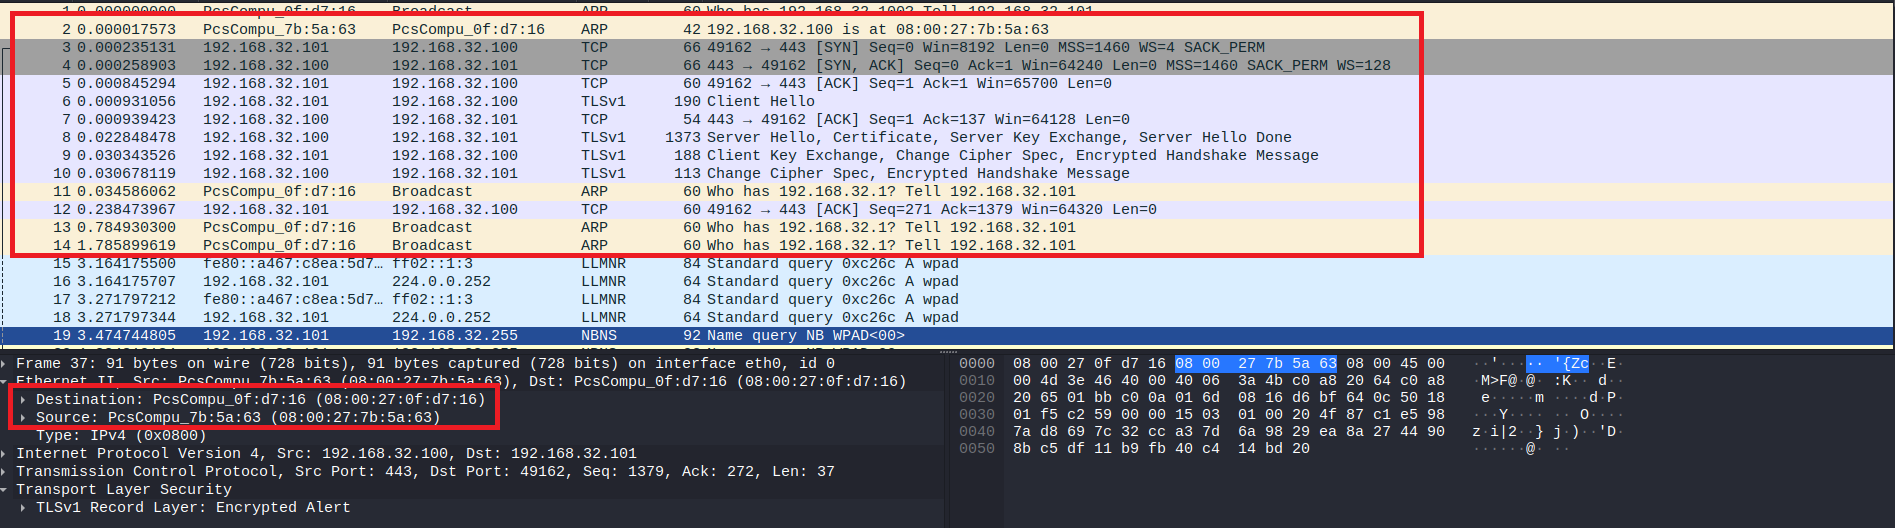 1 0.000000000 PcsCompu_0f:d7:16 Broadcast ARP 60 Who has 192.168.32.100? Tell 192.168.32.101
2 0.000017573 PcsCompu_7b:5a:63 PcsCompu_0f:d7:16 ARP 42 192.168.32.100 is at 08:00:27:7b:5a:63
3 0.000235131 192.168.32.101 192.168.32.100 TCP 66 49162 → 443 [SYN] Seq=0 Win=8192 Len=0 MSS=1460 WS=4 SACK_PERM
4 0.000258903 192.168.32.100 192.168.32.101 TCP 66 443 → 49162 [SYN, ACK] Seq=0 Ack=1 Win=64240 Len=0 MSS=1460 SACK_PERM WS=128
5 0.000845294 192.168.32.101 192.168.32.100 TCP 60 49162 → 443 [ACK] Seq=1 Ack=1 Win=65700 Len=0
6 0.000931056 192.168.32.101 192.168.32.100 TLSv1 190 Client Hello
7 0.000939423 192.168.32.100 192.168.32.101 TCP 54 443 → 49162 [ACK] Seq=1 Ack=137 Win=64128 Len=0
8 0.022848478 192.168.32.100 192.168.32.101 TLSv1 1373 Server Hello, Certificate, Server Key Exchange, Server Hello Done
9 0.030343526 192.168.32.101 192.168.32.100 TLSv1 188 Client Key Exchange, Change Cipher Spec, Encrypted Handshake Message
10 0.030678119 192.168.32.100 192.168.32.101 TLSv1 113 Change Cipher Spec, Encrypted Handshake Message
11 0.034586062 PcsCompu_0f:d7:16 Broadcast ARP 60 Who has 192.168.32.1? Tell 192.168.32.101
12 0.238473967 192.168.32.101 192.168.32.100 TCP 60 49162 → 443 [ACK] Seq=271 Ack=1379 Win=64320 Len=0
13 0.784930300 PcsCompu_0f:d7:16 Broadcast ARP 60 Who has 192.168.32.1? Tell 192.168.32.101
14 1.785899619 PcsCompu_0f:d7:16 Broadcast ARP 60 Who has 192.168.32.1? Tell 192.168.32.101
15 3.164175500 fe80::a467:c8ea:5d7… ff02::1:3 LLMNR 84 Standard query 0xc26c A wpad
16 3.164175707 192.168.32.101 224.0.0.252 LLMNR 64 Standard query 0xc26c A wpad
17 3.271797212 fe80::a467:c8ea:5d7… ff02::1:3 LLMNR 84 Standard query 0xc26c A wpad
18 3.271797344 192.168.32.101 224.0.0.252 LLMNR 64 Standard query 0xc26c A wpad
19 3.474744805 192.168.32.101 192.168.32.255 NBNS 92 Name query NB WPAD<00>
Frame 37: 91 bytes on wire (728 bits), 91 bytes captured (728 bits) on interface eth0, id 0
Ethernet II, Src: PcsCompu_7b:5a:63 (08:00:27:7b:5a:63), Dst: PcsCompu_0f:d7:16 (08:00:27:0f:d7:16)
Destination: PcsCompu_0f:d7:16 (08:00:27:0f:d7:16)
Source: PcsCompu_7b:5a:63 (08:00:27:7b:5a:63)
Type: IPv4 (0x0800)
Internet Protocol Version 4, Src: 192.168.32.100, Dst: 192.168.32.101
Transmission Control Protocol, Src Port: 443, Dst Port: 49162, Seq: 1379, Ack: 272, Len: 37
Transport Layer Security
TLSv1 Record Layer: Encrypted Alert
0000 08 00 27 0f d7 16 08 00 27 7b 5a 63 08 00 45 00 ··'····· '{Zc··E·
0010 00 4d 3e 46 40 00 40 06 3a 4b c0 a8 20 64 c0 a8 ·M>F@·@· :K·· d··
0020 20 65 01 bb c0 0a 01 6d 08 16 d6 bf 64 0c 50 18 e·····m ····d·P·
0030 01 f5 c2 59 00 00 15 03 01 00 20 4f 87 c1 e5 98 ···Y···· ·· O····
0040 7a d8 69 7c 32 cc a3 7d 6a 98 29 ea 8a 27 44 90 z·i|2··} j·)··'D·
0050 8b c5 df 11 b9 fb 40 c4 14 bd 20 ······@· ··